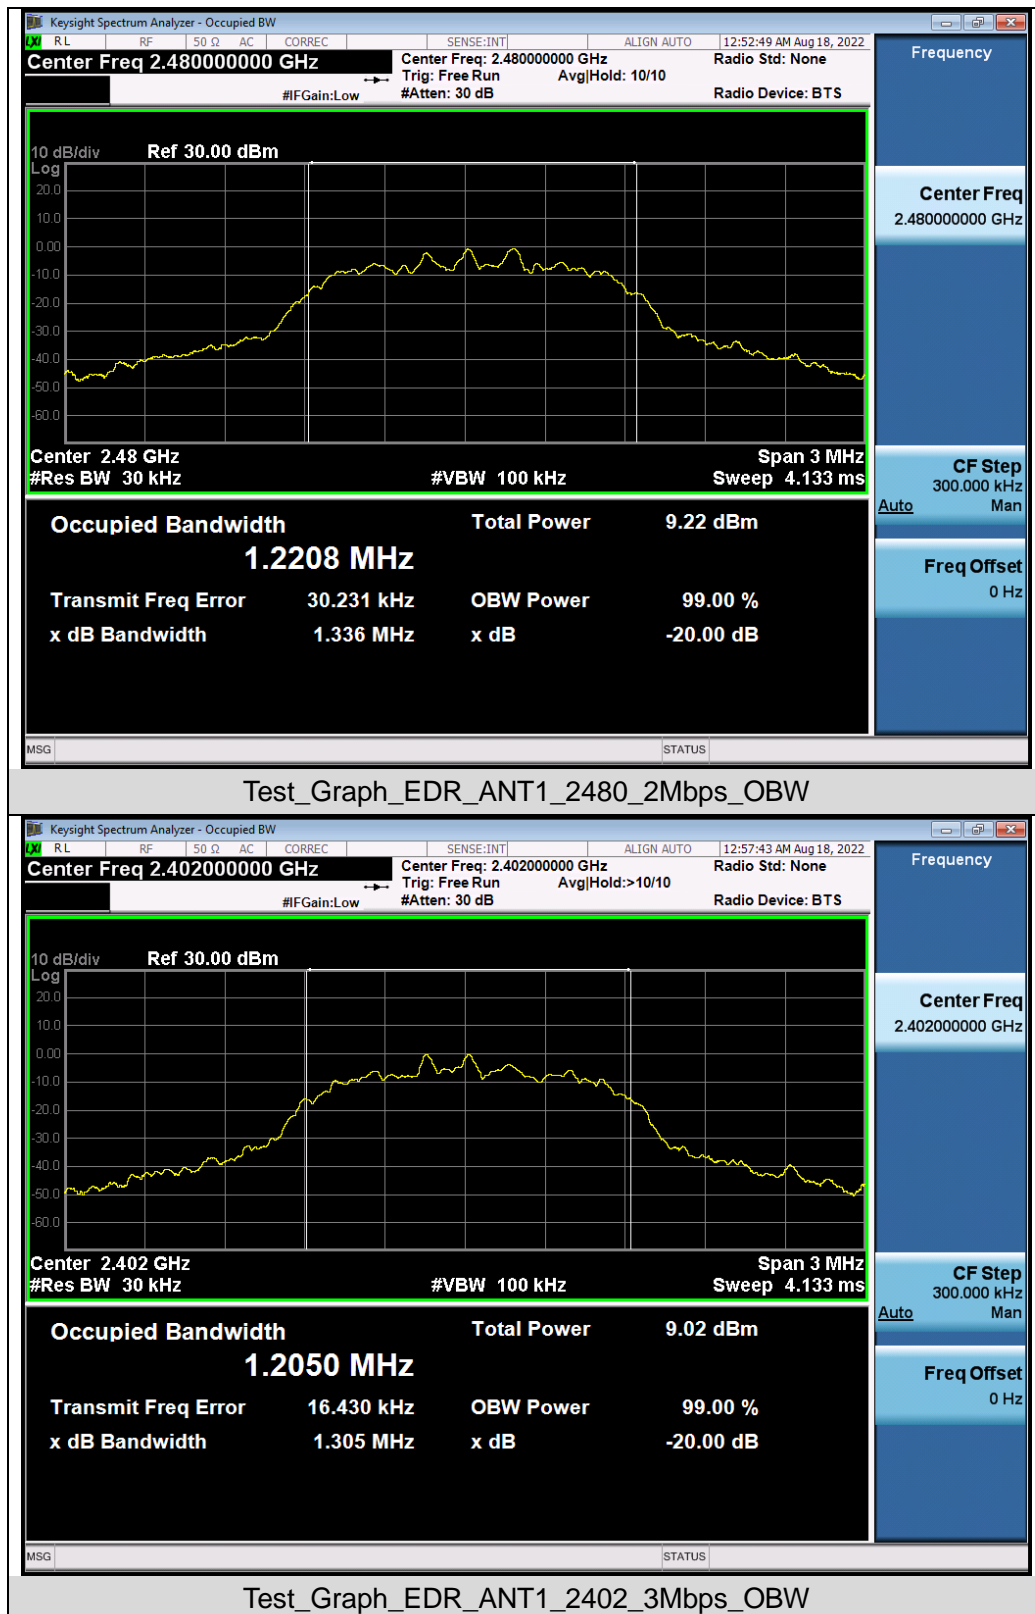 Keysight Spectrum Analyzer - Occupied BW
LXI RL RF 50 Ω AC CORREC SENSE:INT ALIGN AUTO 12:52:49 AM Aug 18, 2022
Center Freq 2.480000000 GHz
Center Freq: 2.480000000 GHz
Radio Std: None
Trig: Free Run Avg|Hold: 10/10
#IFGain:Low
#Atten: 30 dB
Radio Device: BTS
Frequency
10 dB/div Ref 30.00 dBm
Log
20.0
10.0
0.00
-10.0
-20.0
-30.0
-40.0
-50.0
-60.0
Center 2.48 GHz Span 3 MHz
#Res BW 30 kHz #VBW 100 kHz Sweep 4.133 ms
Center Freq
2.480000000 GHz
CF Step
300.000 kHz
Auto Man
Freq Offset
0 Hz
Occupied Bandwidth Total Power 9.22 dBm
1.2208 MHz
Transmit Freq Error 30.231 kHz OBW Power 99.00 %
x dB Bandwidth 1.336 MHz x dB -20.00 dB
MSG STATUS
Test_Graph_EDR_ANT1_2480_2Mbps_OBW
Keysight Spectrum Analyzer - Occupied BW
LXI RL RF 50 Ω AC CORREC SENSE:INT ALIGN AUTO 12:57:43 AM Aug 18, 2022
Center Freq 2.402000000 GHz
Center Freq: 2.402000000 GHz
Radio Std: None
Trig: Free Run Avg|Hold:>10/10
#IFGain:Low
#Atten: 30 dB
Radio Device: BTS
Frequency
10 dB/div Ref 30.00 dBm
Log
20.0
10.0
0.00
-10.0
-20.0
-30.0
-40.0
-50.0
-60.0
Center 2.402 GHz Span 3 MHz
#Res BW 30 kHz #VBW 100 kHz Sweep 4.133 ms
Center Freq
2.402000000 GHz
CF Step
300.000 kHz
Auto Man
Freq Offset
0 Hz
Occupied Bandwidth Total Power 9.02 dBm
1.2050 MHz
Transmit Freq Error 16.430 kHz OBW Power 99.00 %
x dB Bandwidth 1.305 MHz x dB -20.00 dB
MSG STATUS
Test_Graph_EDR_ANT1_2402_3Mbps_OBW